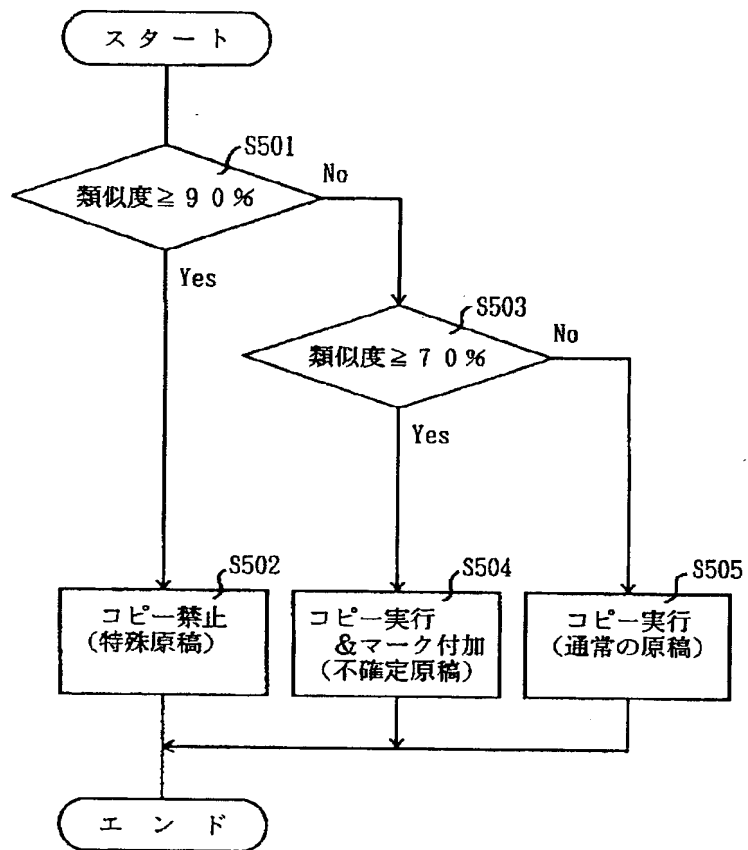 スタート
S501
類似度≧90%
No
Yes
S503
類似度≧70%
No
Yes
S502
コピー禁止
(特殊原稿)
S504
コピー実行
&マーク付加
(不確定原稿)
S505
コピー実行
(通常の原稿)
エンド